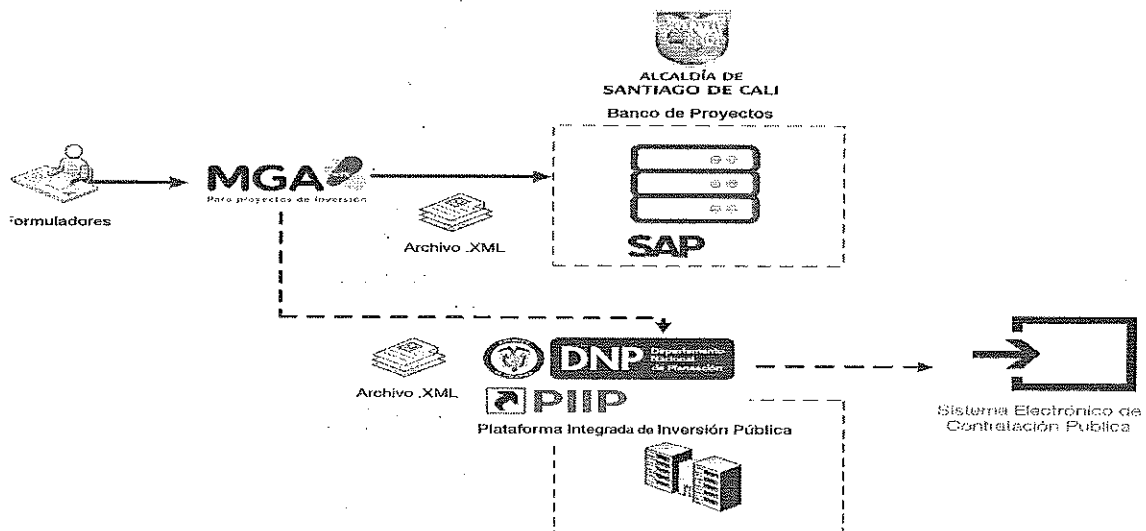 ALCALDÍA DE
SANTIAGO DE CALI
Banco de Proyectos
MGA
Para proyectos de inversión
Formuladores
Archivo .XML
SAP
DNP
Archivo .XML
PIIP
Plataforma Integrada de Inversión Pública
Sistema Electrónico de
Contratación Publica